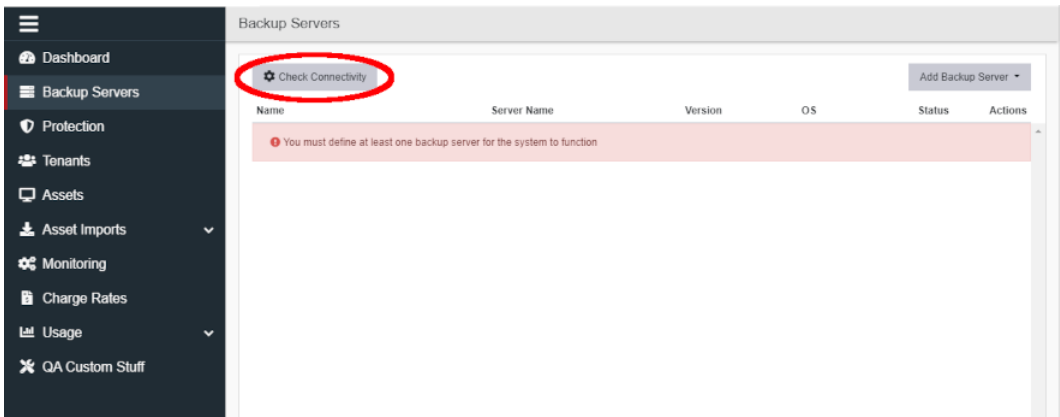 Backup Servers
Dashboard
Backup Servers
Protection
Tenants
Assets
Asset Imports
Monitoring
Charge Rates
Usage
QA Custom Stuff
Check Connectivity
Add Backup Server
Name Server Name Version OS Status Actions
You must define at least one backup server for the system to function